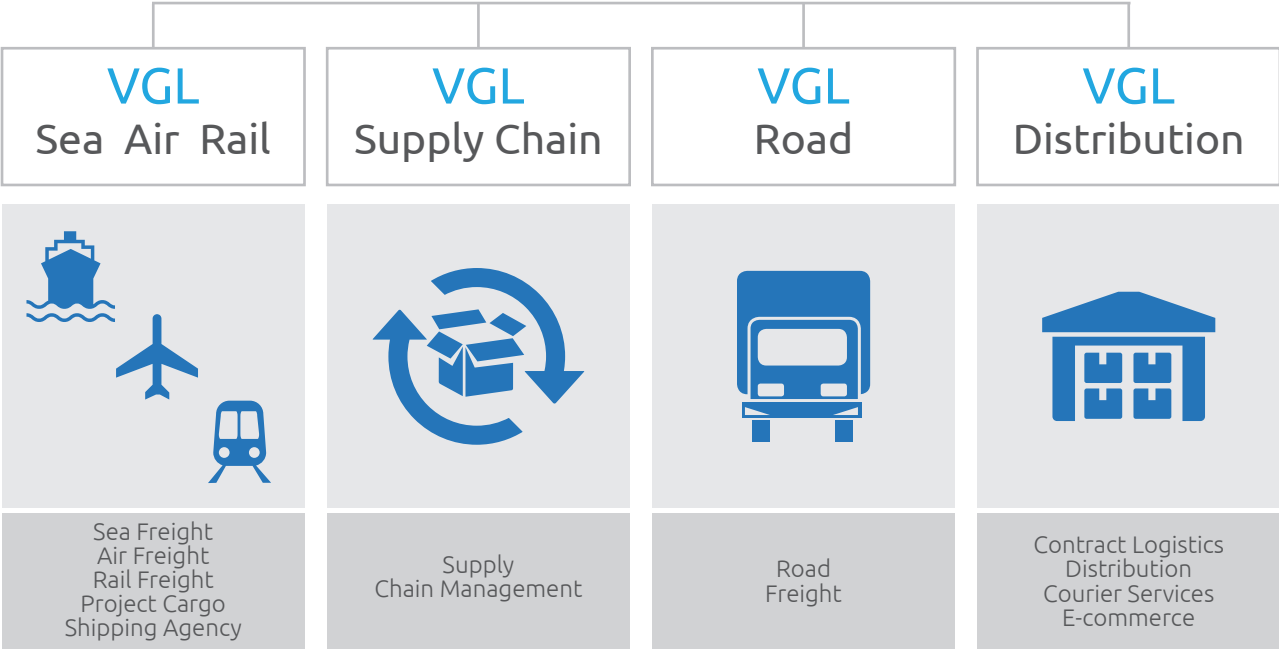 VGL
Sea Air Rail
VGL
Supply Chain
VGL
Road
VGL
Distribution
Sea Freight
Air Freight
Rail Freight
Project Cargo
Shipping Agency
Supply
Chain Management
Road
Freight
Contract Logistics
Distribution
Courier Services
E-commerce